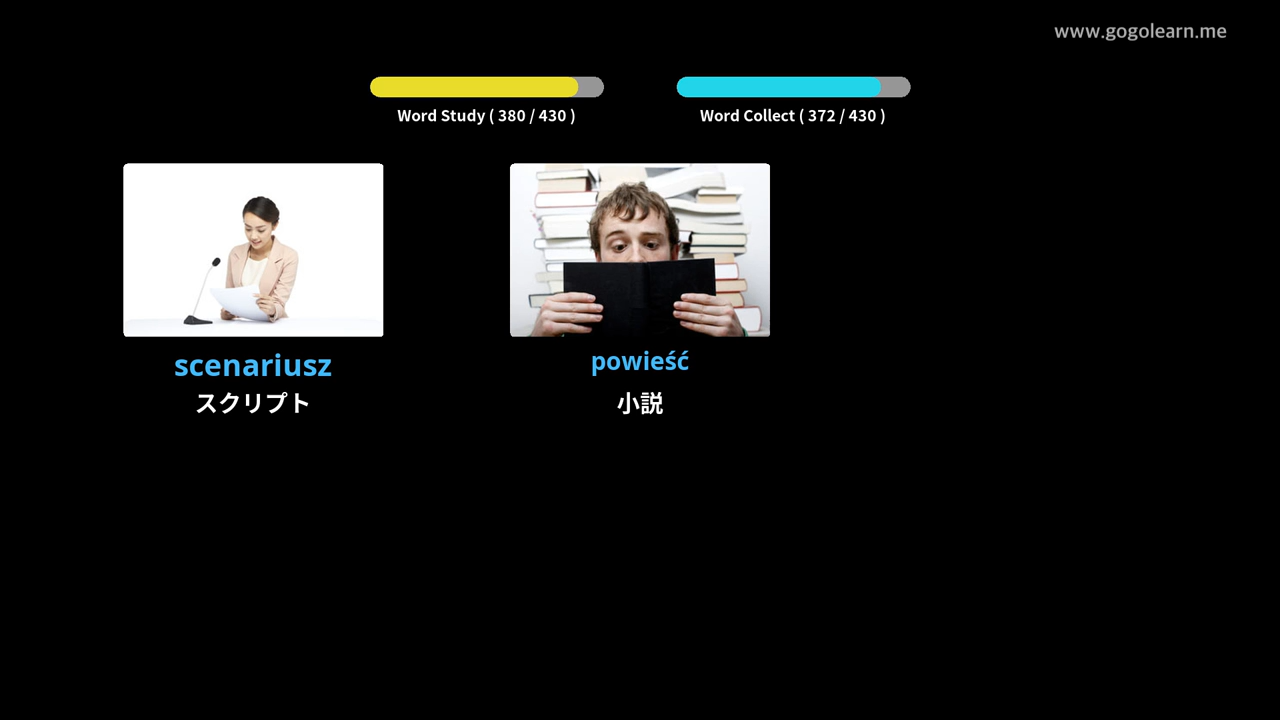 www.gogolearn.me
Word Study ( 380 / 430 )
Word Collect ( 372 / 430 )
scenariusz
スクリプト
powieść
小説